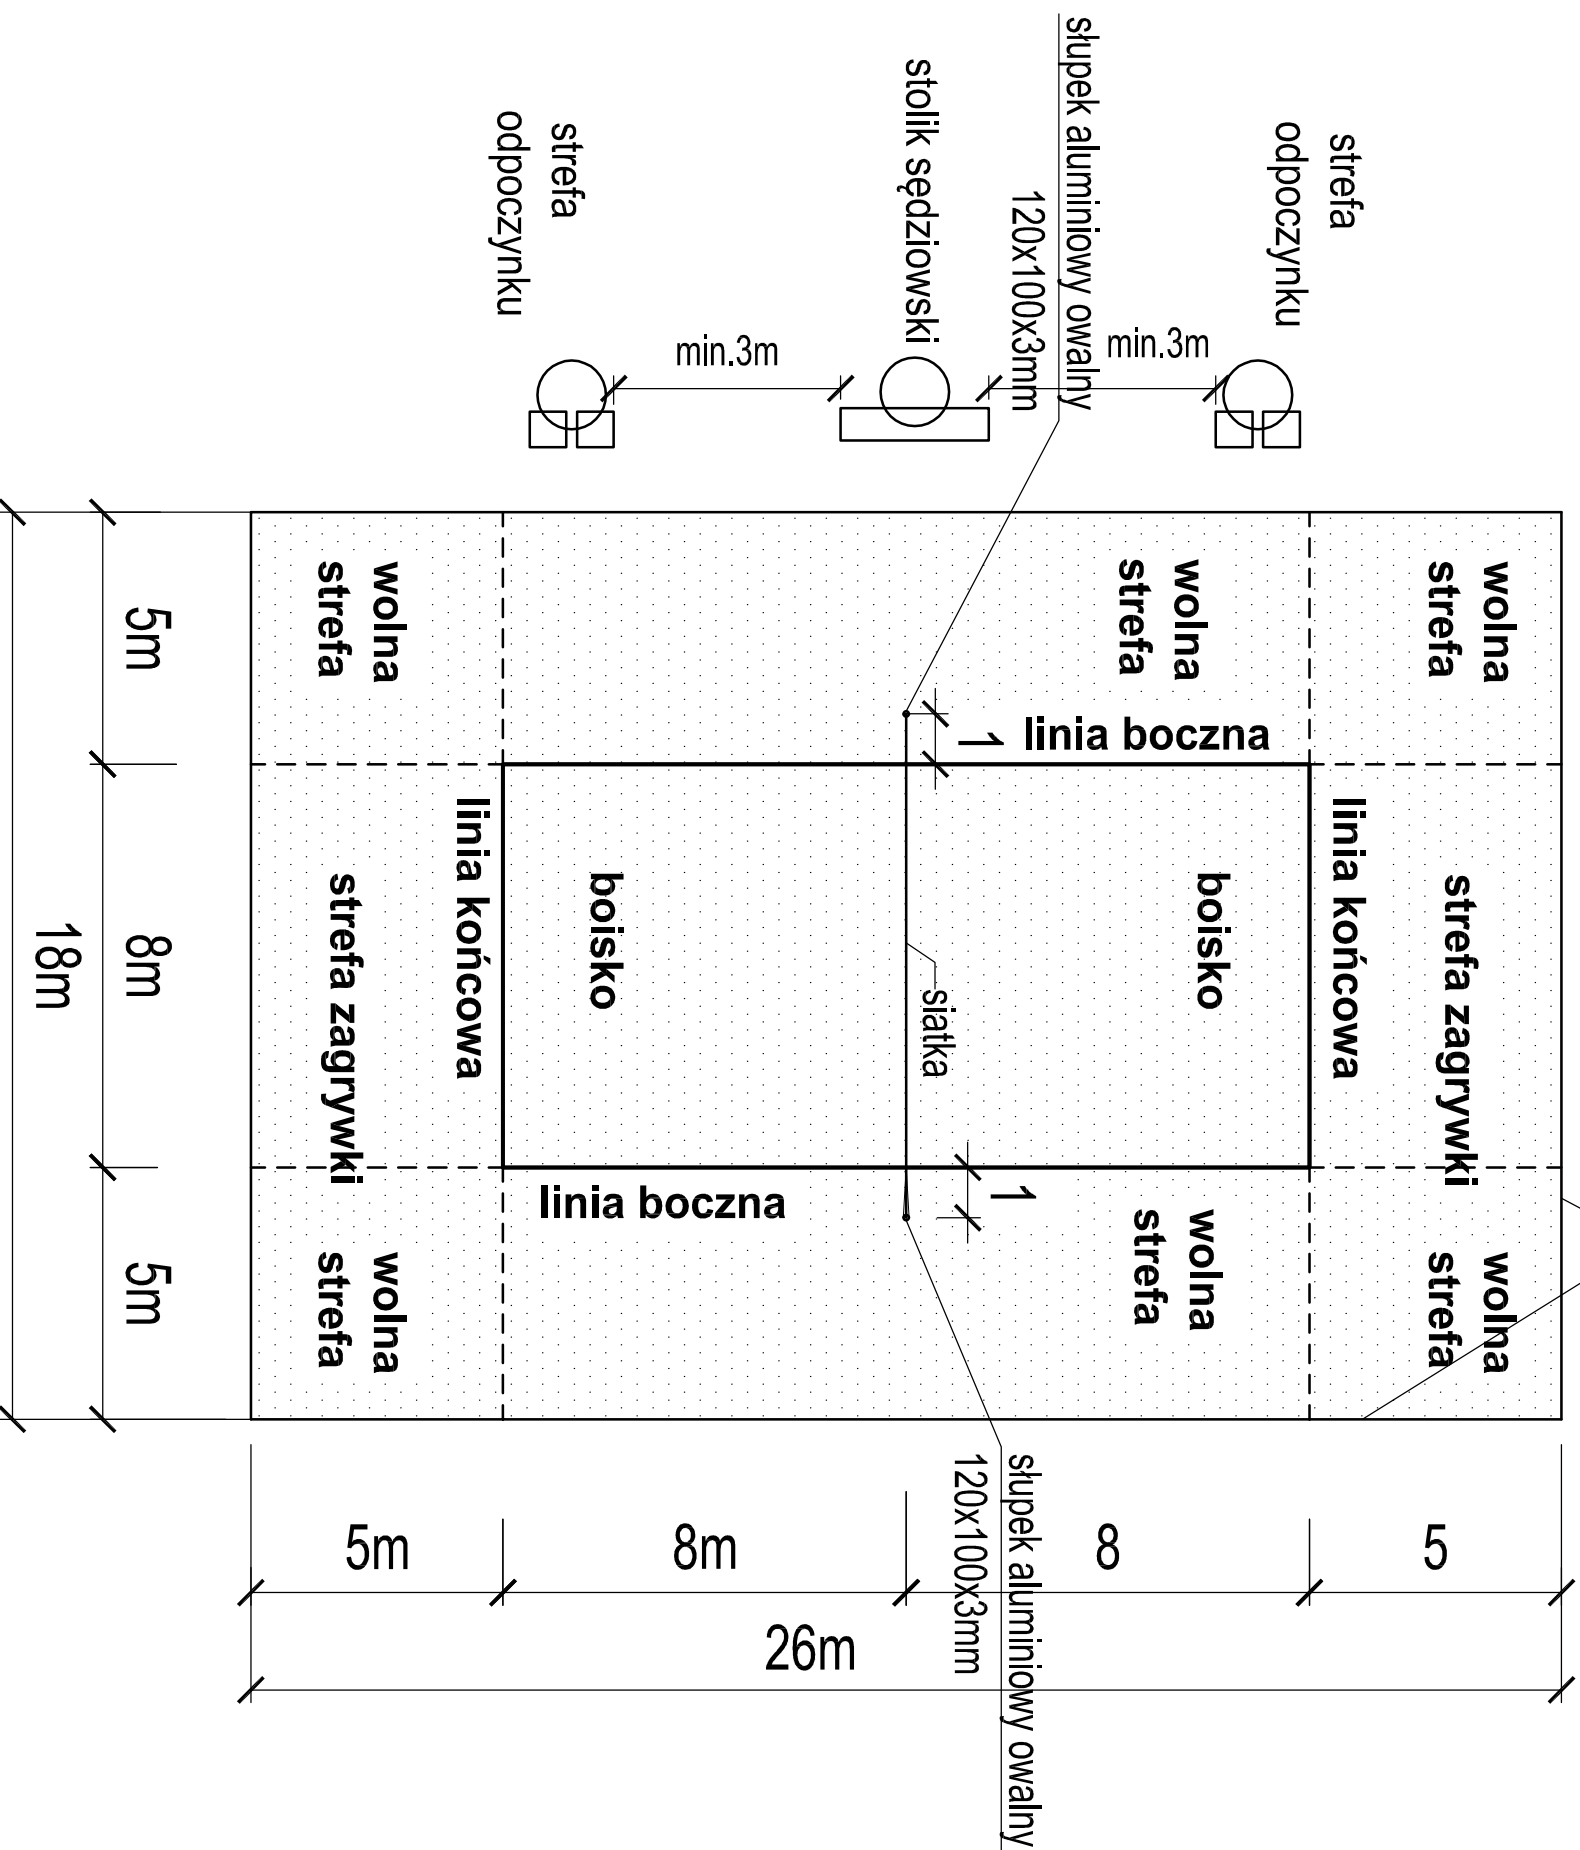 słupek aluminiowy owalny
120x100x3mm
strefa
odpoczynku
stolik sędziowski
strefa
odpoczynku
min.3m
min.3m
wolna
strefa
wolna
strefa
wolna
strefa
linia boczna
1
linia końcowa
strefa zagrywki
boisko
siatka
boisko
linia końcowa
strefa zagrywki
1
linia boczna
wolna
strefa
wolna
strefa
wolna
strefa
5m
8m
5m
18m
słupek aluminiowy owalny
120x100x3mm
5m
8m
8
5
26m